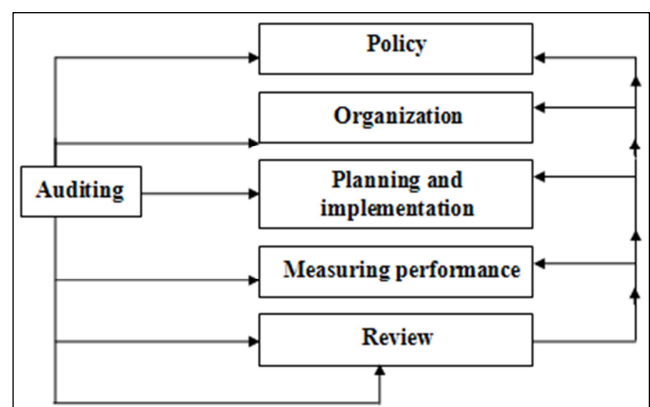 Policy
Organization
Auditing
Planning and
implementation
Measuring performance
Review